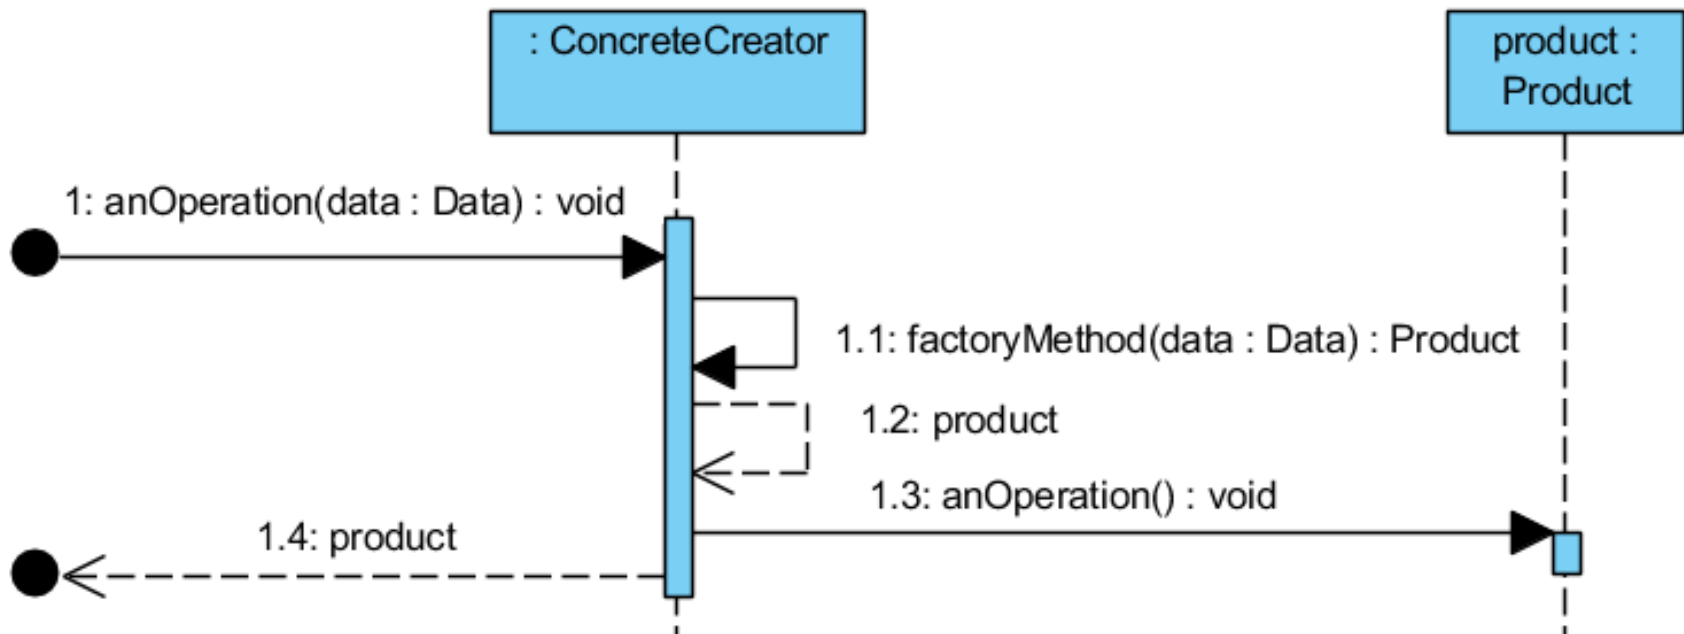 : ConcreteCreator
product :
Product
1: anOperation(data : Data) : void
1.1: factoryMethod(data : Data) : Product
1.2: product
1.3: anOperation() : void
1.4: product